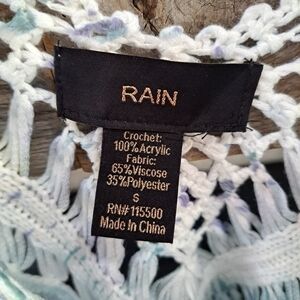 RAIN
Crochet:
100%Acrylic
Fabric:
65%Viscose
35%Polyester
S
RN#115500
Made In China